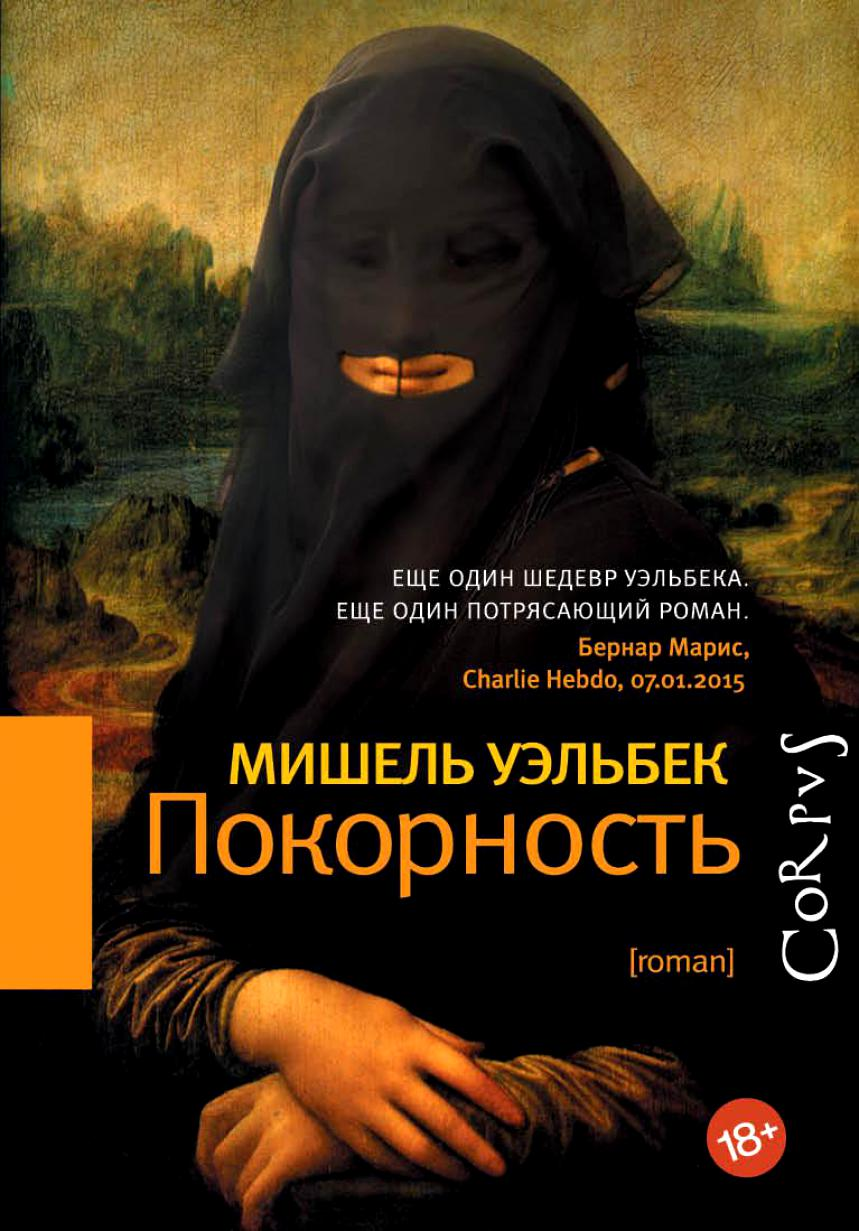 ЕЩЕ ОДИН ШЕДЕВР УЭЛЬБЕКА.
ЕЩЕ ОДИН ПОТРЯСАЮЩИЙ РОМАН.
Бернар Марис,
Charlie Hebdo, 07.01.2015
МИШЕЛЬ УЭЛЬБЕК
Покорность
CoRpvS
[roman]
18+